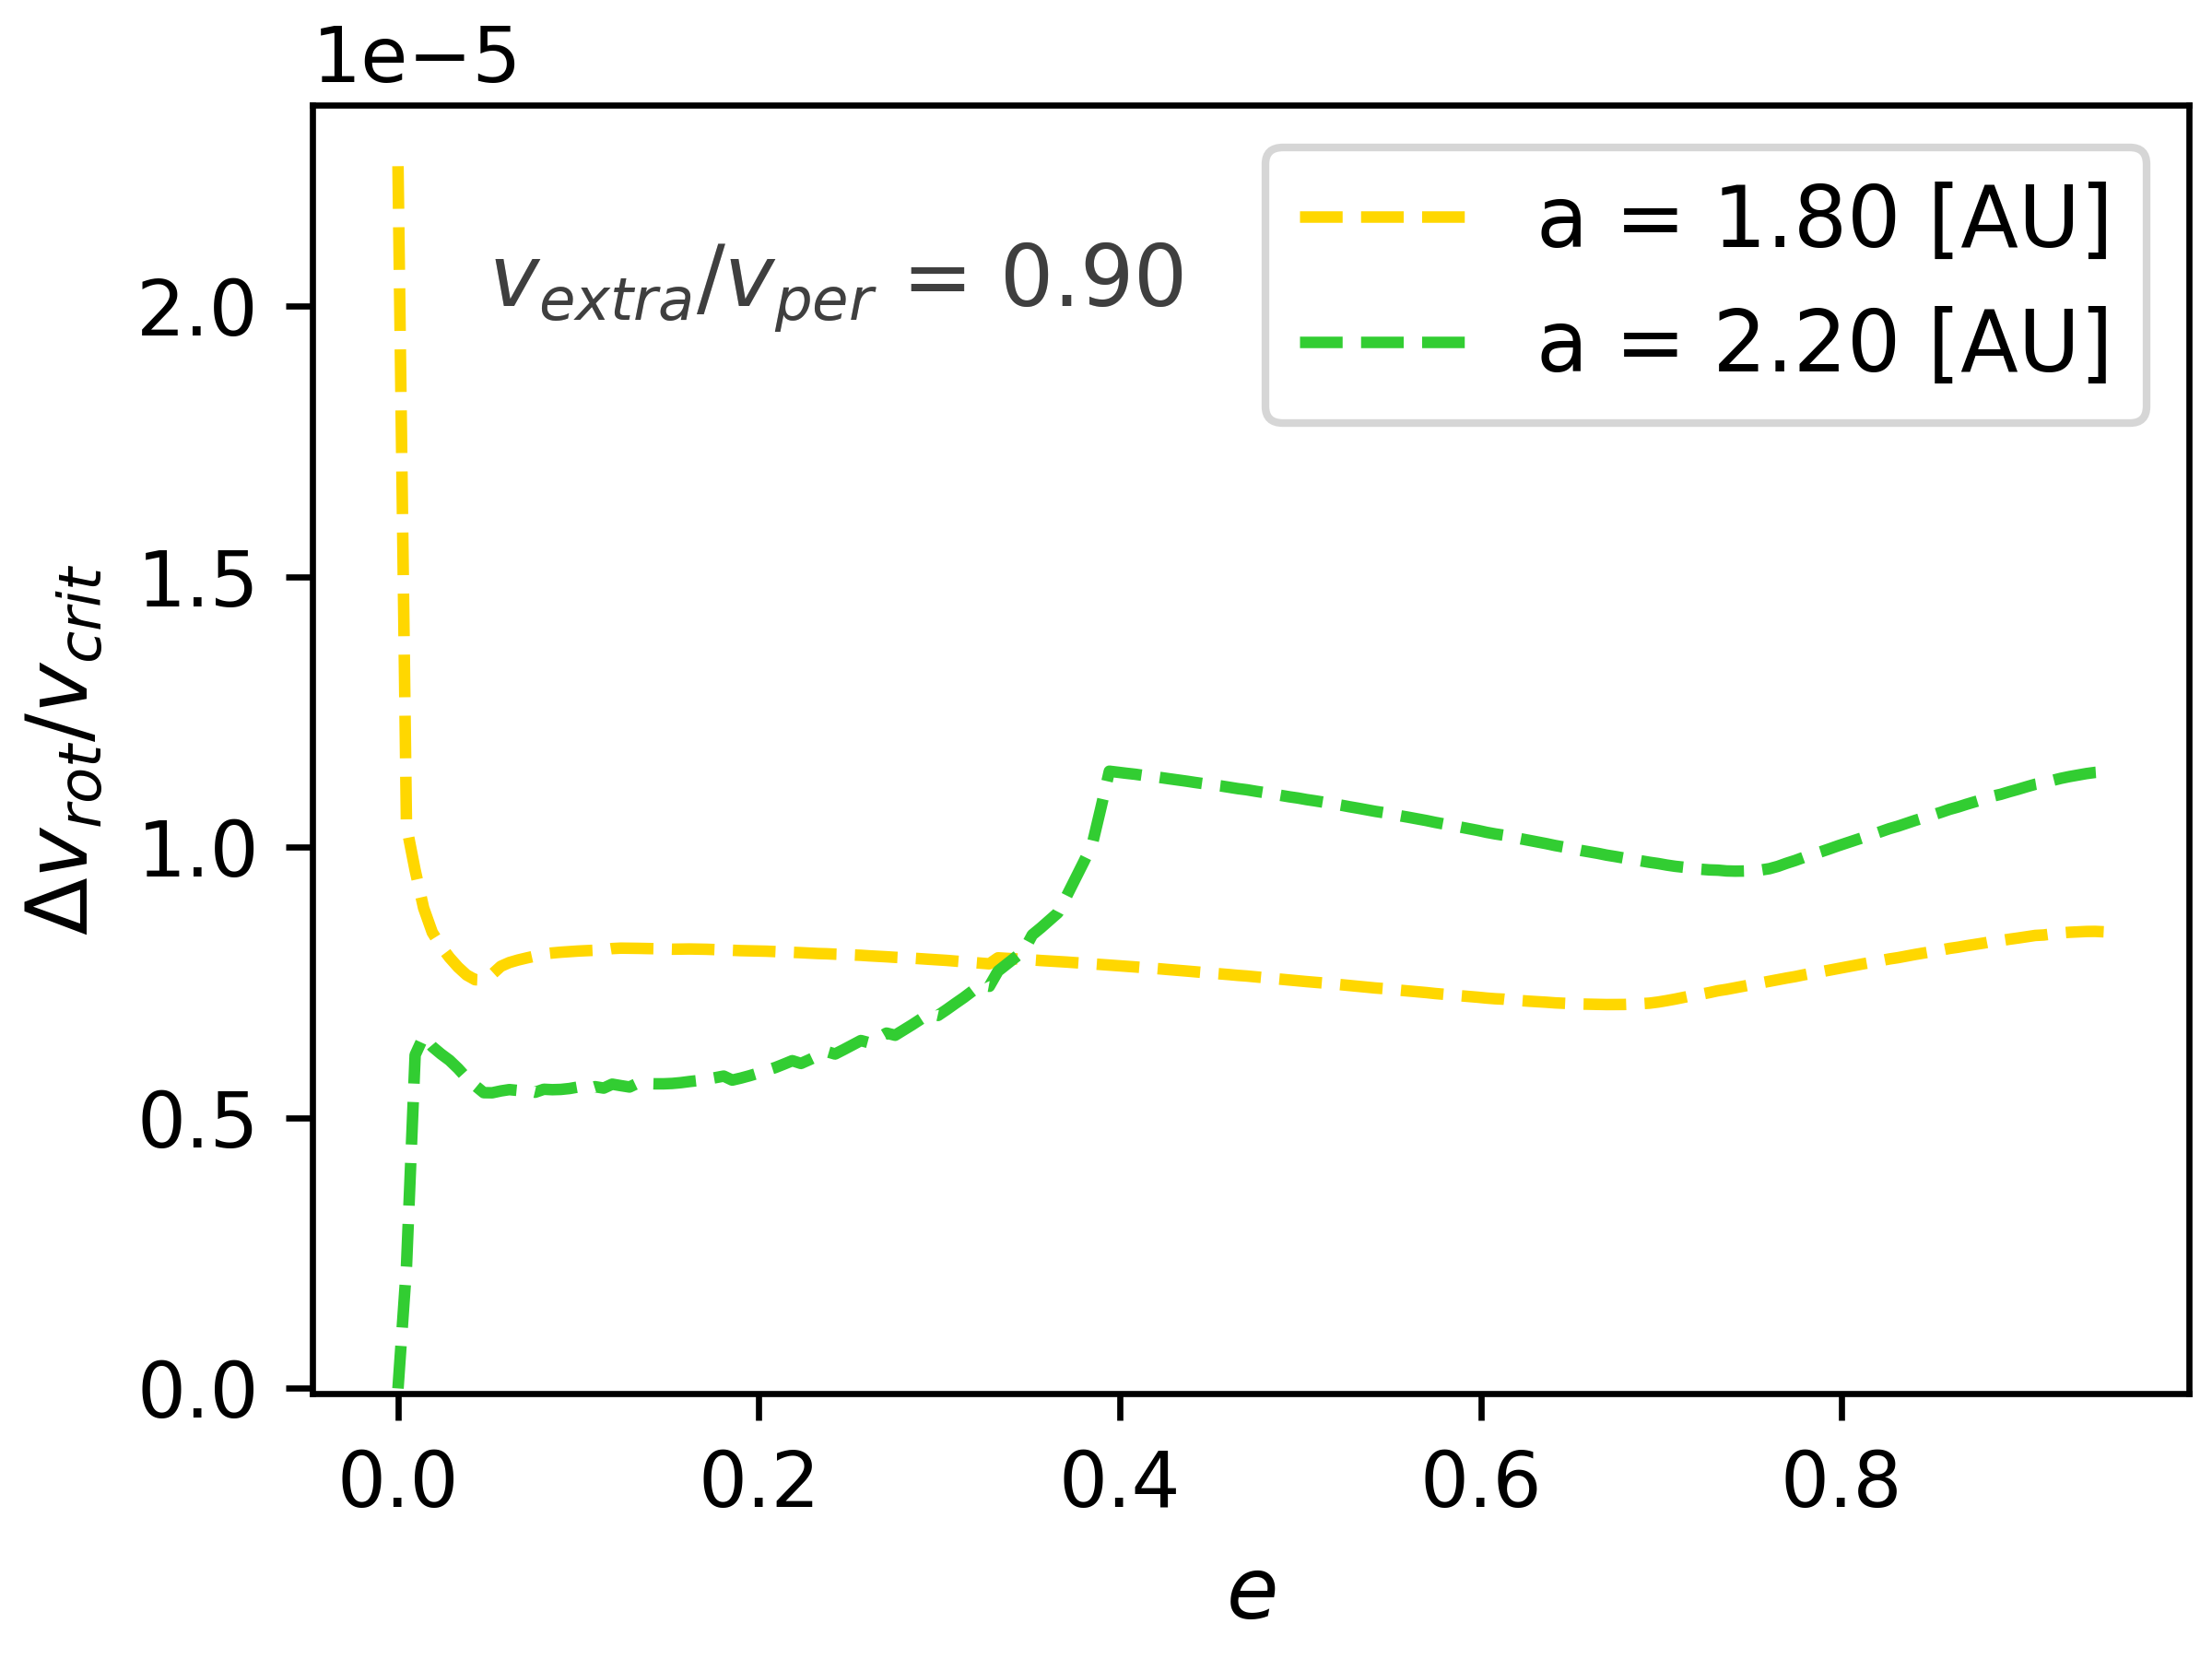 1e−5
v_extra/v_per = 0.90
a = 1.80 [AU]
a = 2.20 [AU]
Δv_rot/v_crit
2.0
1.5
1.0
0.5
0.0
0.0 0.2 0.4 0.6 0.8
e